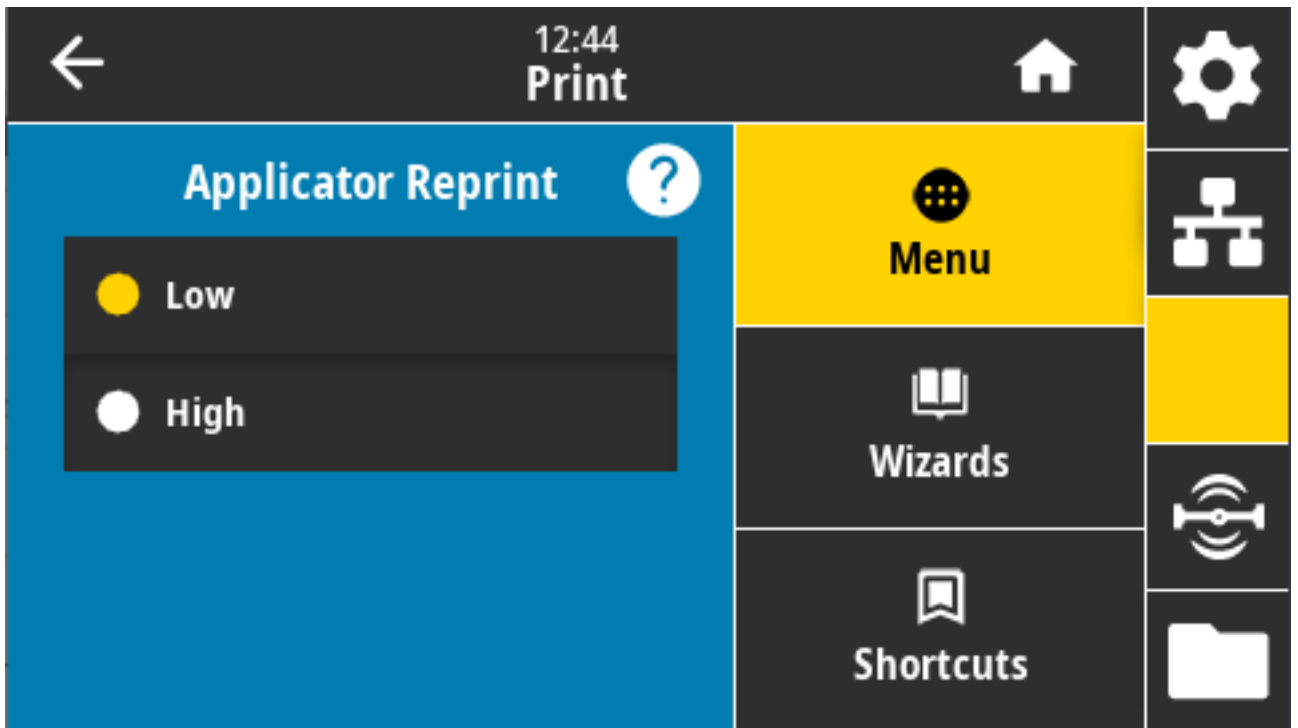 12:44
Print
Applicator Reprint
?
Low
High
Menu
Wizards
Shortcuts